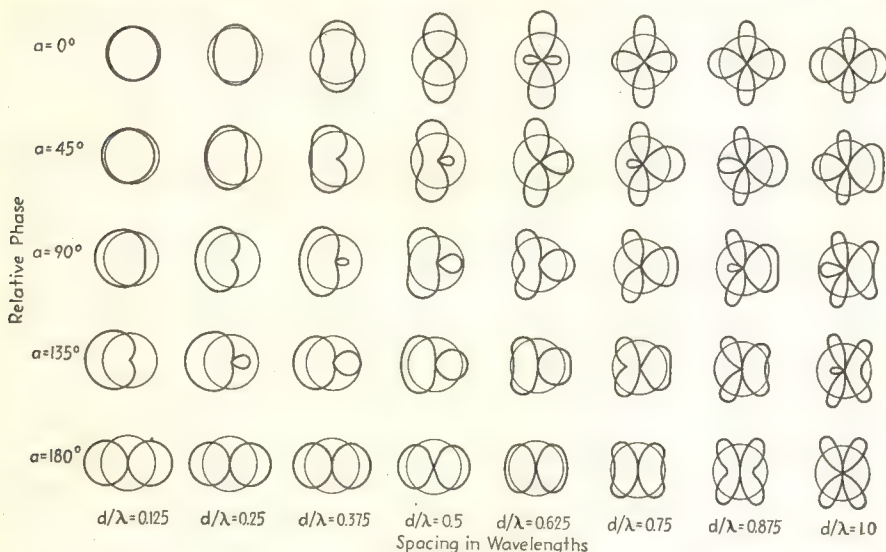 a=0°
a=45°
a=90°
a=135°
a=180°
Relative Phase
d/λ=0.125 d/λ=0.25 d/λ=0.375 d/λ=0.5 d/λ=0.625 d/λ=0.75 d/λ=0.875 d/λ=1.0
Spacing in Wavelengths